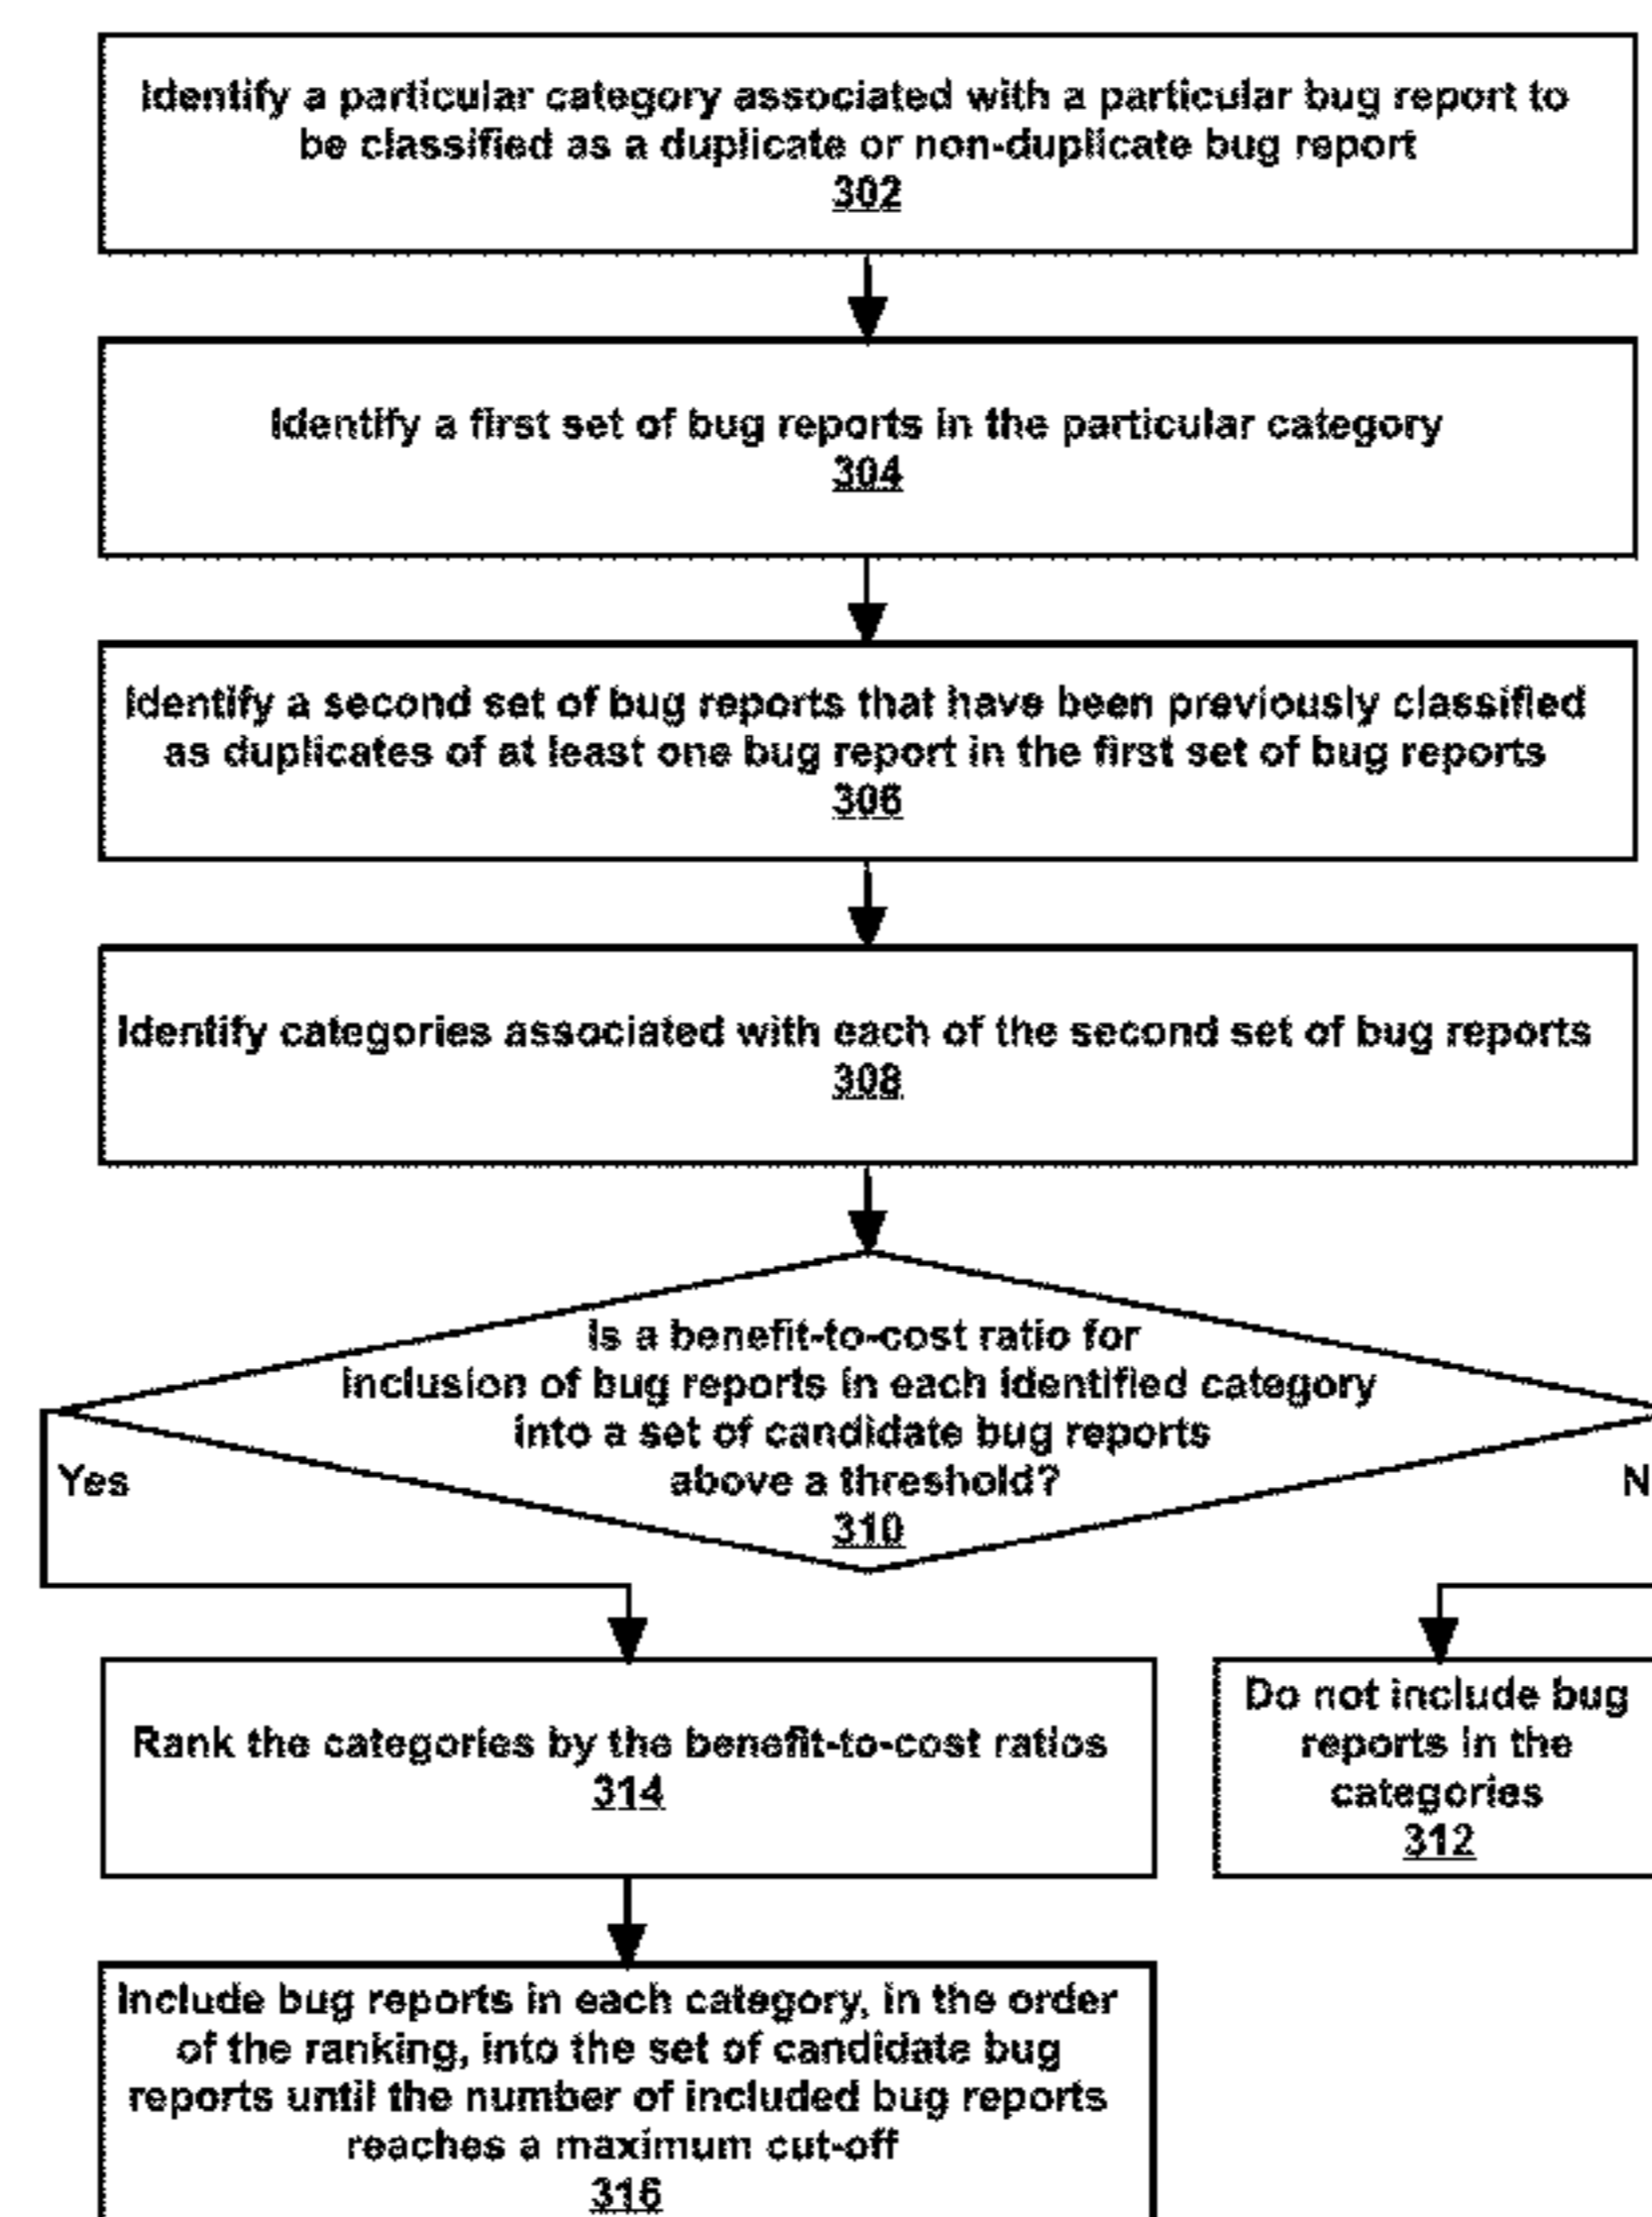 Identify a particular category associated with a particular bug report to
be classified as a duplicate or non-duplicate bug report
302
Identify a first set of bug reports in the particular category
304
Identify a second set of bug reports that have been previously classified
as duplicates of at least one bug report in the first set of bug reports
306
Identify categories associated with each of the second set of bug reports
308
Is a benefit-to-cost ratio for
inclusion of bug reports in each identified category
into a set of candidate bug reports
above a threshold?
310
Yes
N
Rank the categories by the benefit-to-cost ratios
314
Do not include bug
reports in the
categories
312
Include bug reports in each category, in the order
of the ranking, into the set of candidate bug
reports until the number of included bug reports
reaches a maximum cut-off
316